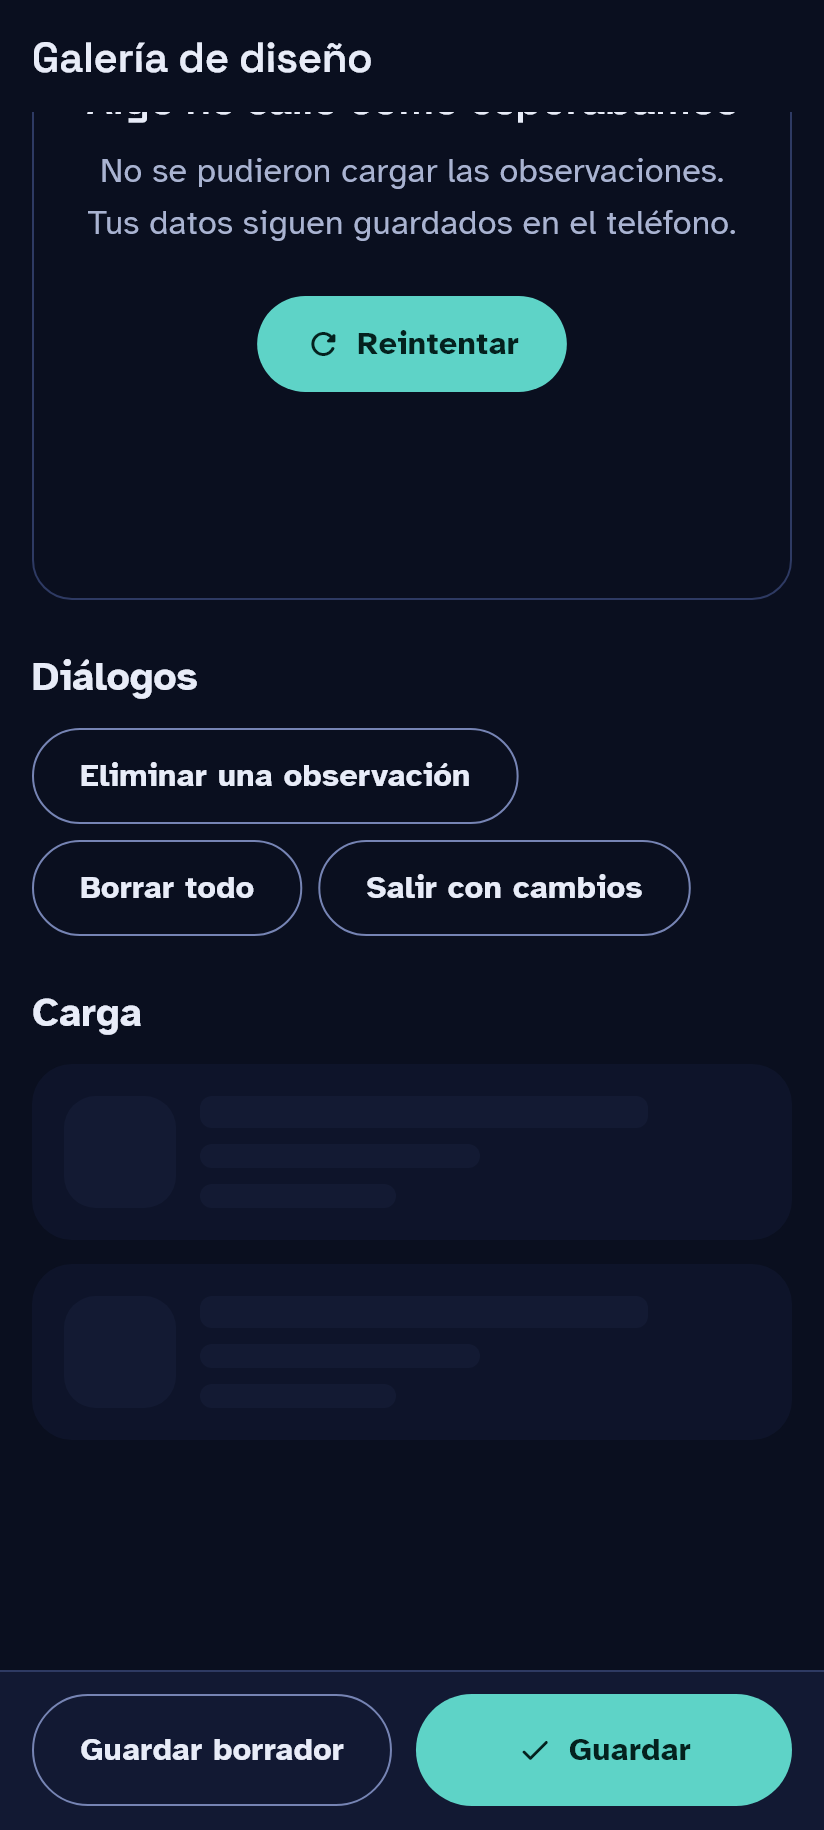 Galería de diseño
No se pudieron cargar las observaciones.
Tus datos siguen guardados en el teléfono.
Reintentar
Diálogos
Eliminar una observación
Borrar todo
Salir con cambios
Carga
Guardar borrador
Guardar